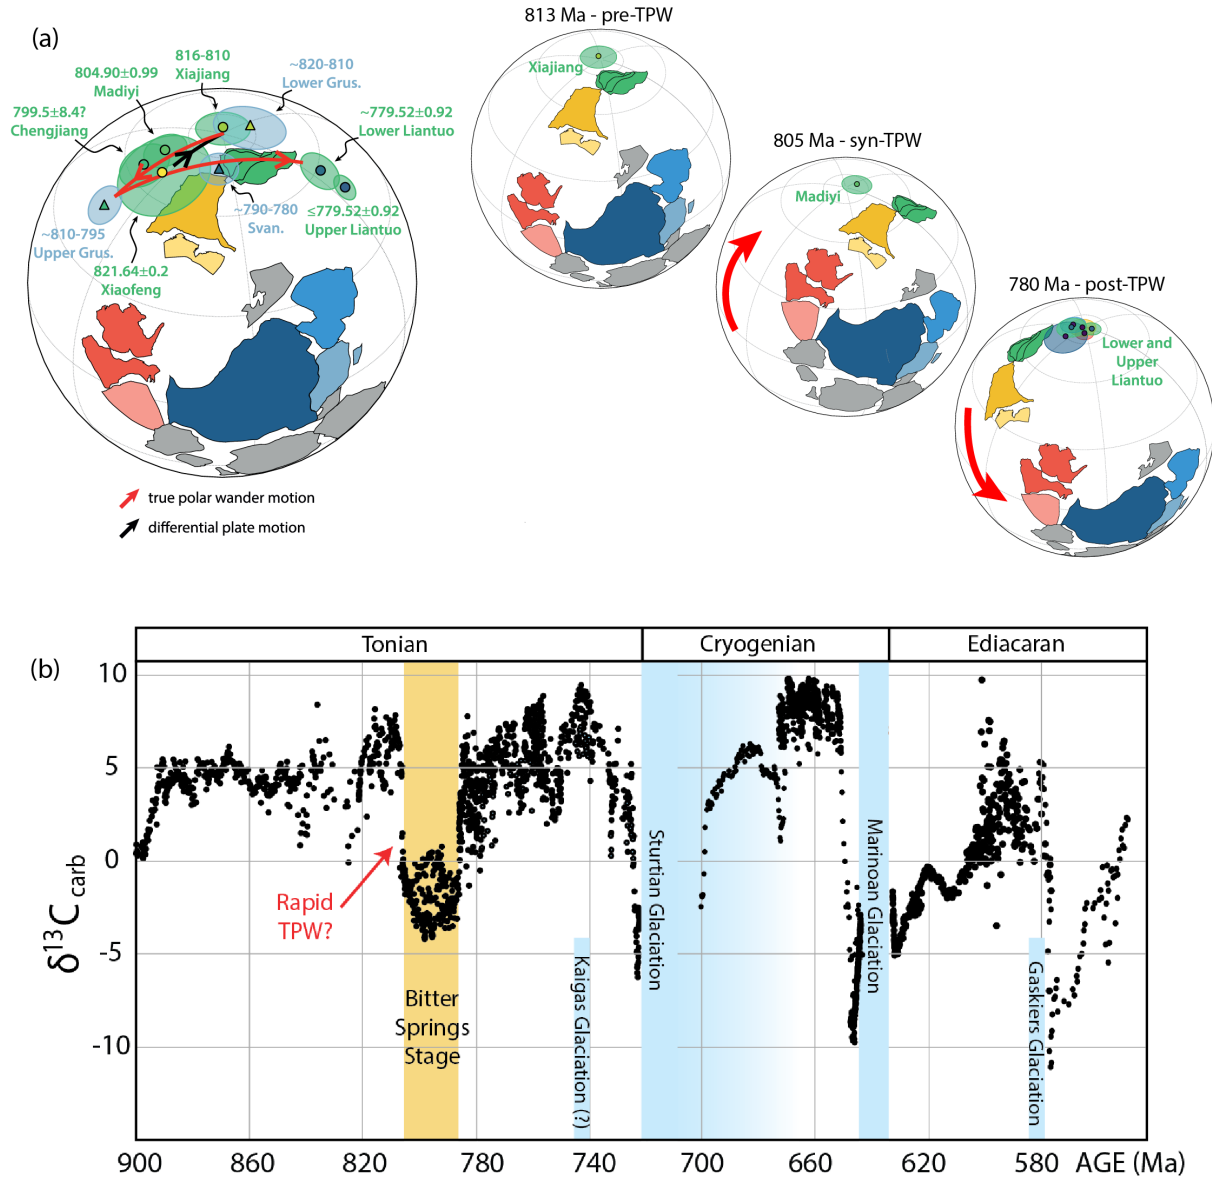 (a)
813 Ma - pre-TPW
Xiajiang
816-810
Xiajiang
804.90±0.99
Madiyi
~820-810
Lower Grus.
799.5±8.4?
Chengjiang
~779.52±0.92
Lower Liantuo
~790-780
Svan.
≤779.52±0.92
Upper Liantuo
~810-795
Upper Grus.
821.64±0.2
Xiaofeng
805 Ma - syn-TPW
Madiyi
780 Ma - post-TPW
Lower and
Upper
Liantuo
true polar wander motion
differential plate motion
(b)
Tonian
Cryogenian
Ediacaran
10
5
0
-5
-10
δ13C carb
Rapid
TPW?
Bitter
Springs
Stage
Kaigas Glaciation (?)
Sturtian Glaciation
Marinoan Glaciation
Gaskiers Glaciation
900
860
820
780
740
700
660
620
580
AGE (Ma)